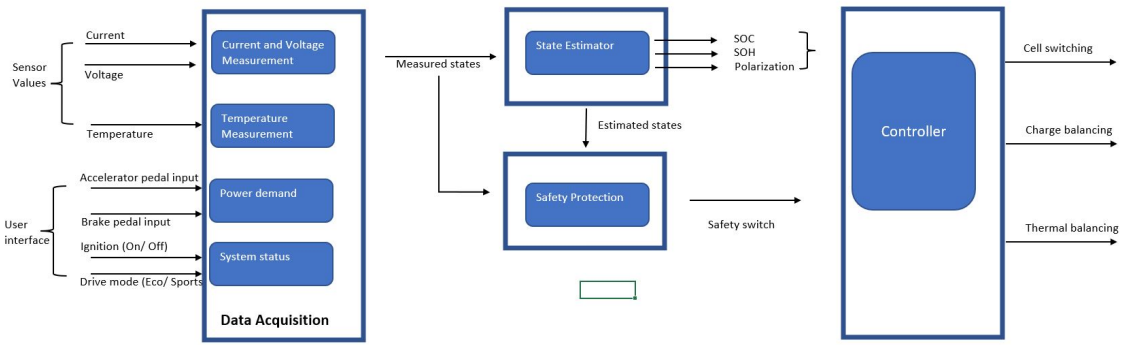 Current
Sensor
Values
Voltage
Temperature
Accelerator pedal input
User
interface
Brake pedal input
Ignition (On/ Off)
Drive mode (Eco/ Sports
Current and Voltage
Measurement
Temperature
Measurement
Power demand
System status
Data Acquisition
Measured states
State Estimator
SOC
SOH
Polarization
Estimated states
Safety Protection
Safety switch
Controller
Cell switching
Charge balancing
Thermal balancing